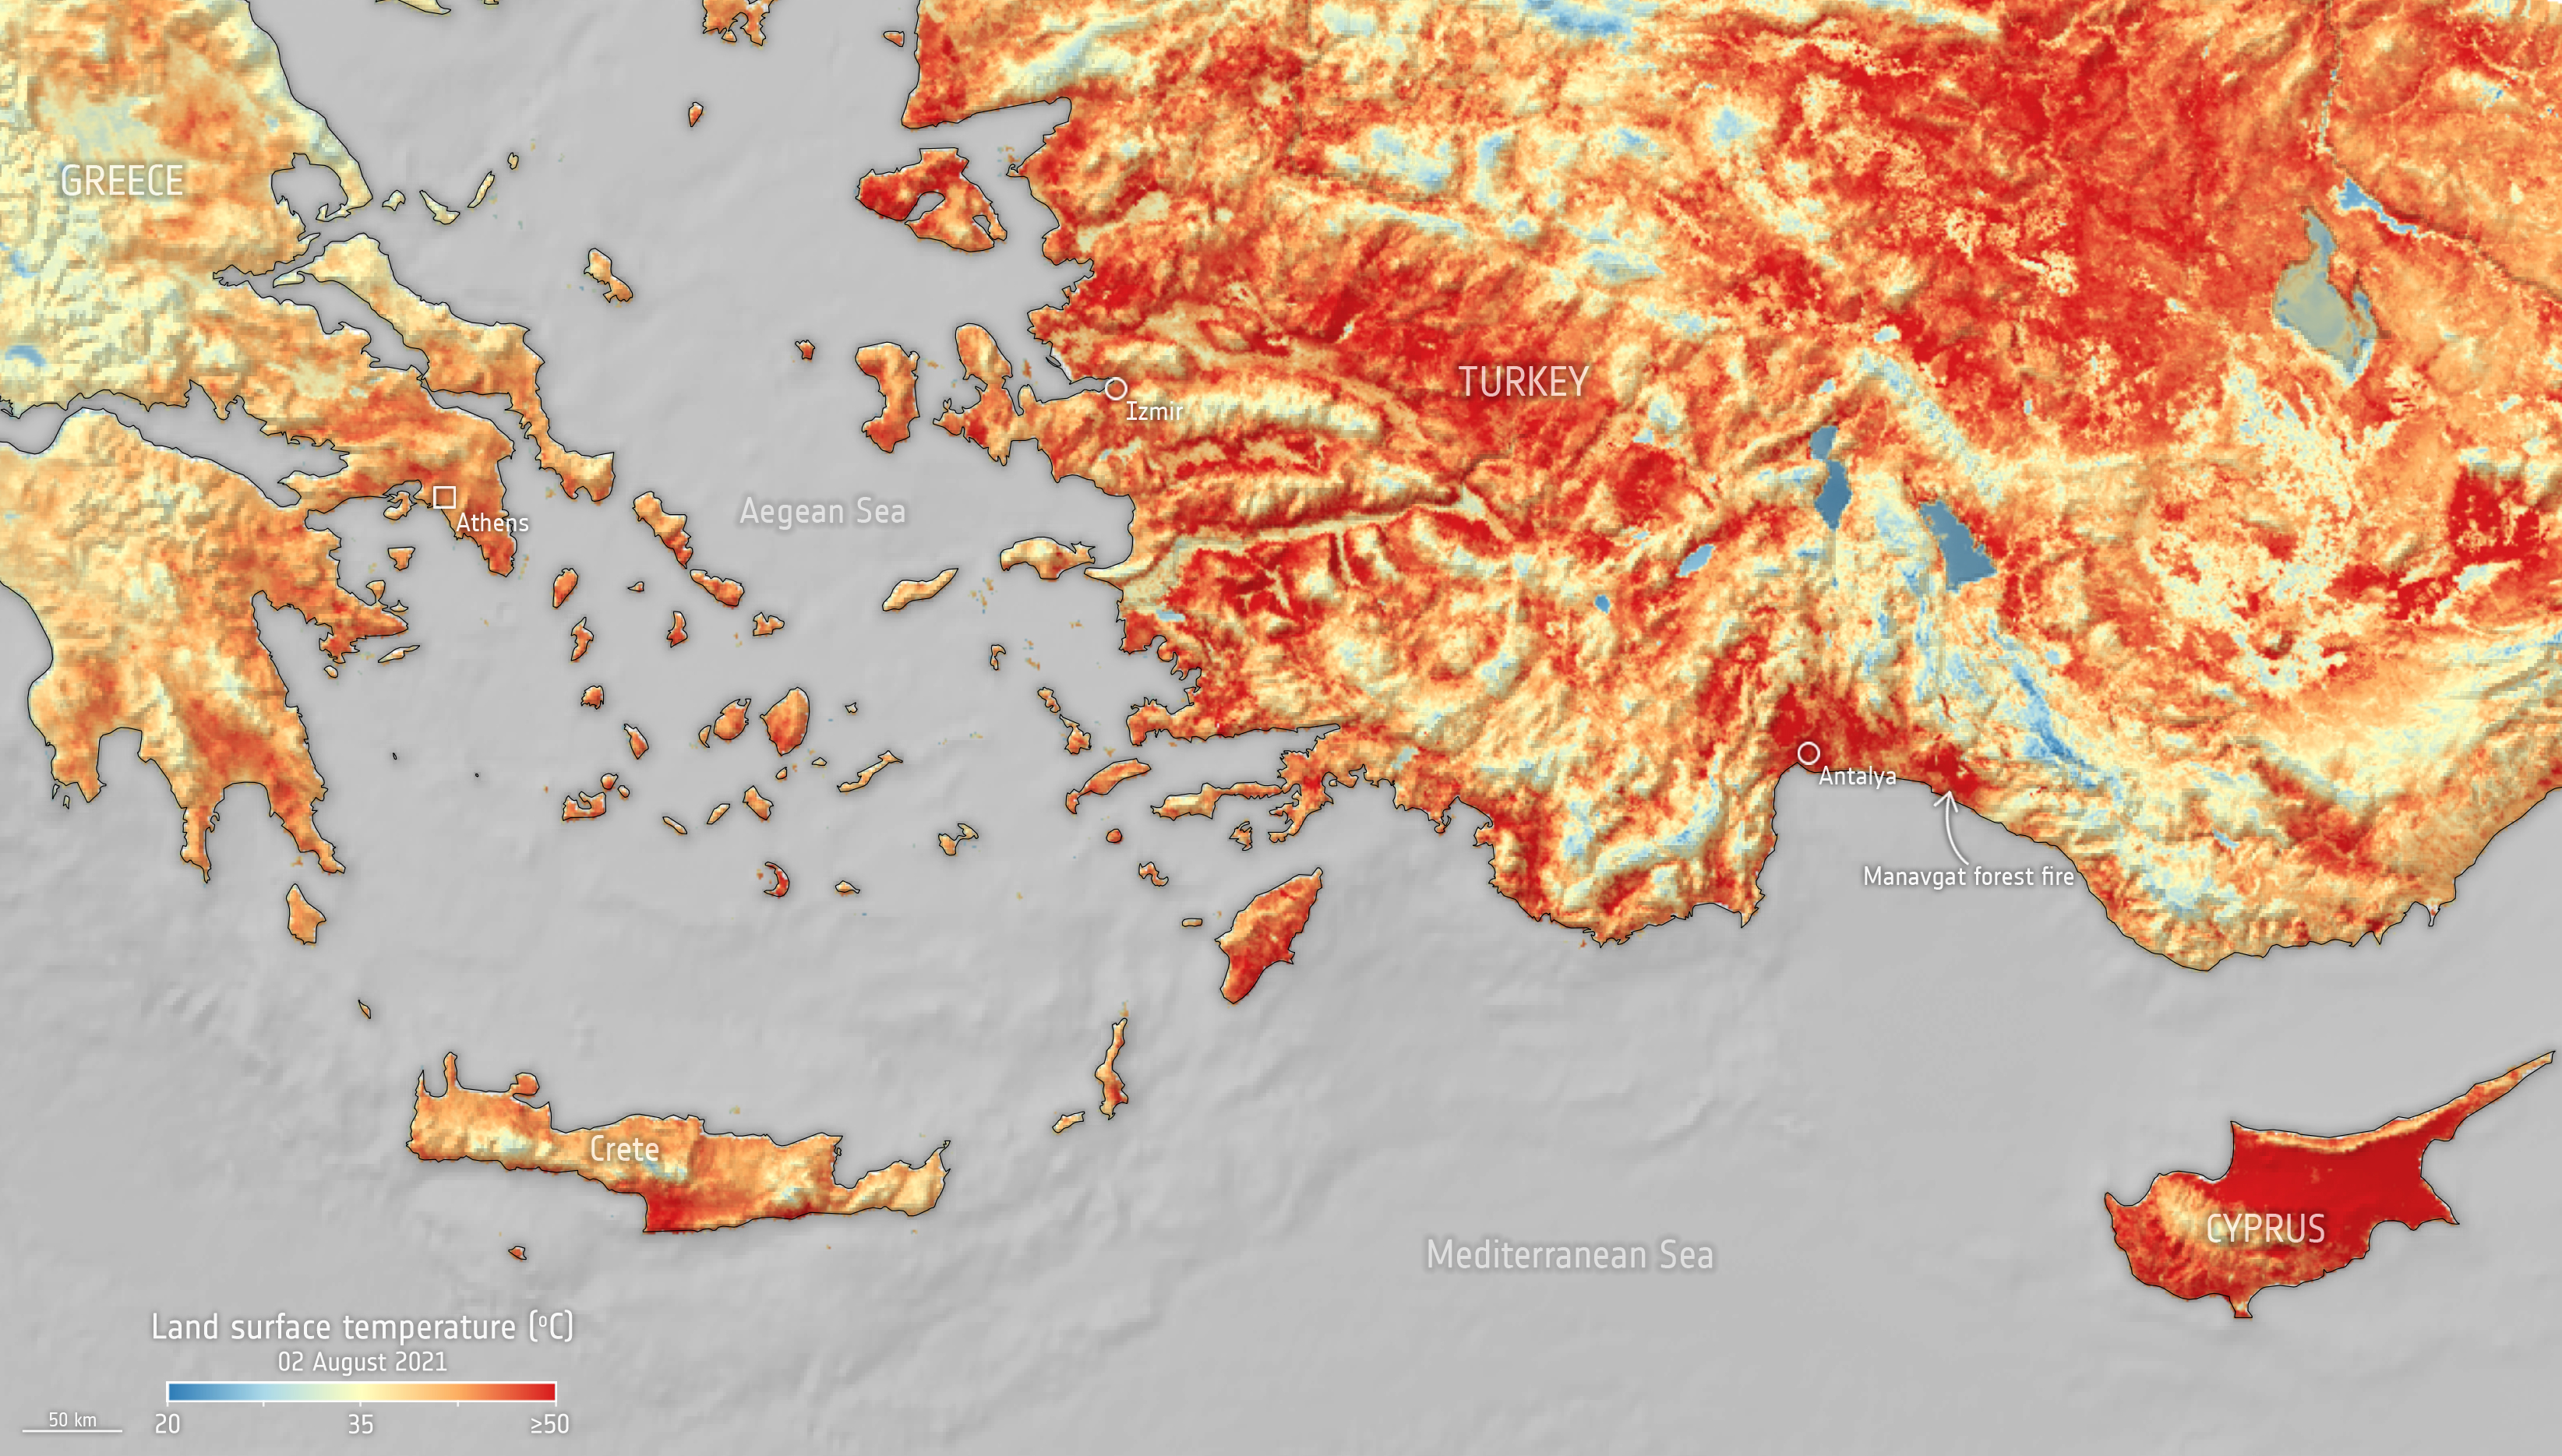 GREECE
TURKEY
Izmir
Aegean Sea
Athens
Antalya
Manavgat forest fire
Crete
CYPRUS
Mediterranean Sea
Land surface temperature (°C)
02 August 2021
50 km
20 35 ≥50